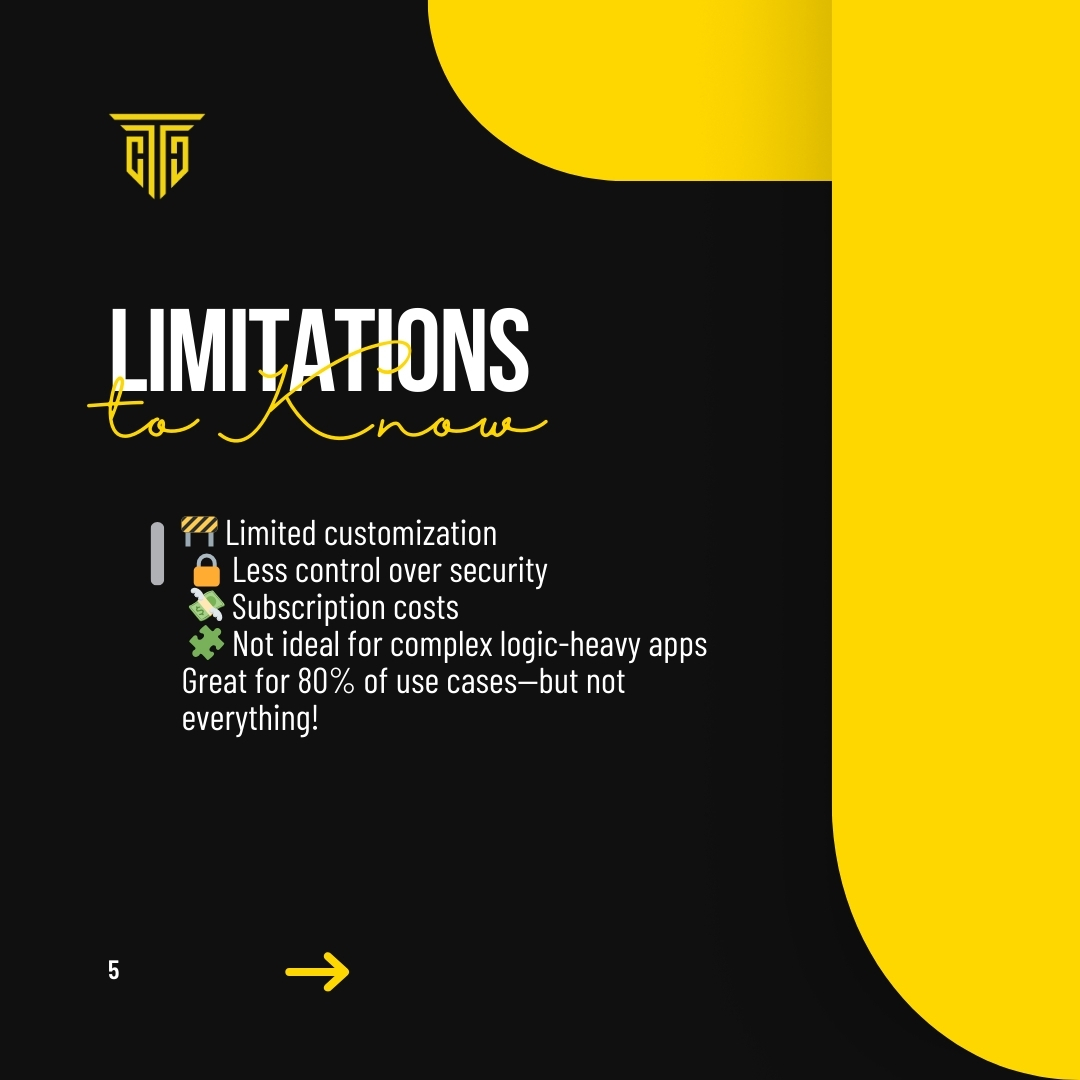 LIMITATIONS
to Know
🚧 Limited customization
🔒 Less control over security
💸 Subscription costs
🧩 Not ideal for complex logic-heavy apps
Great for 80% of use cases—but not
everything!
5